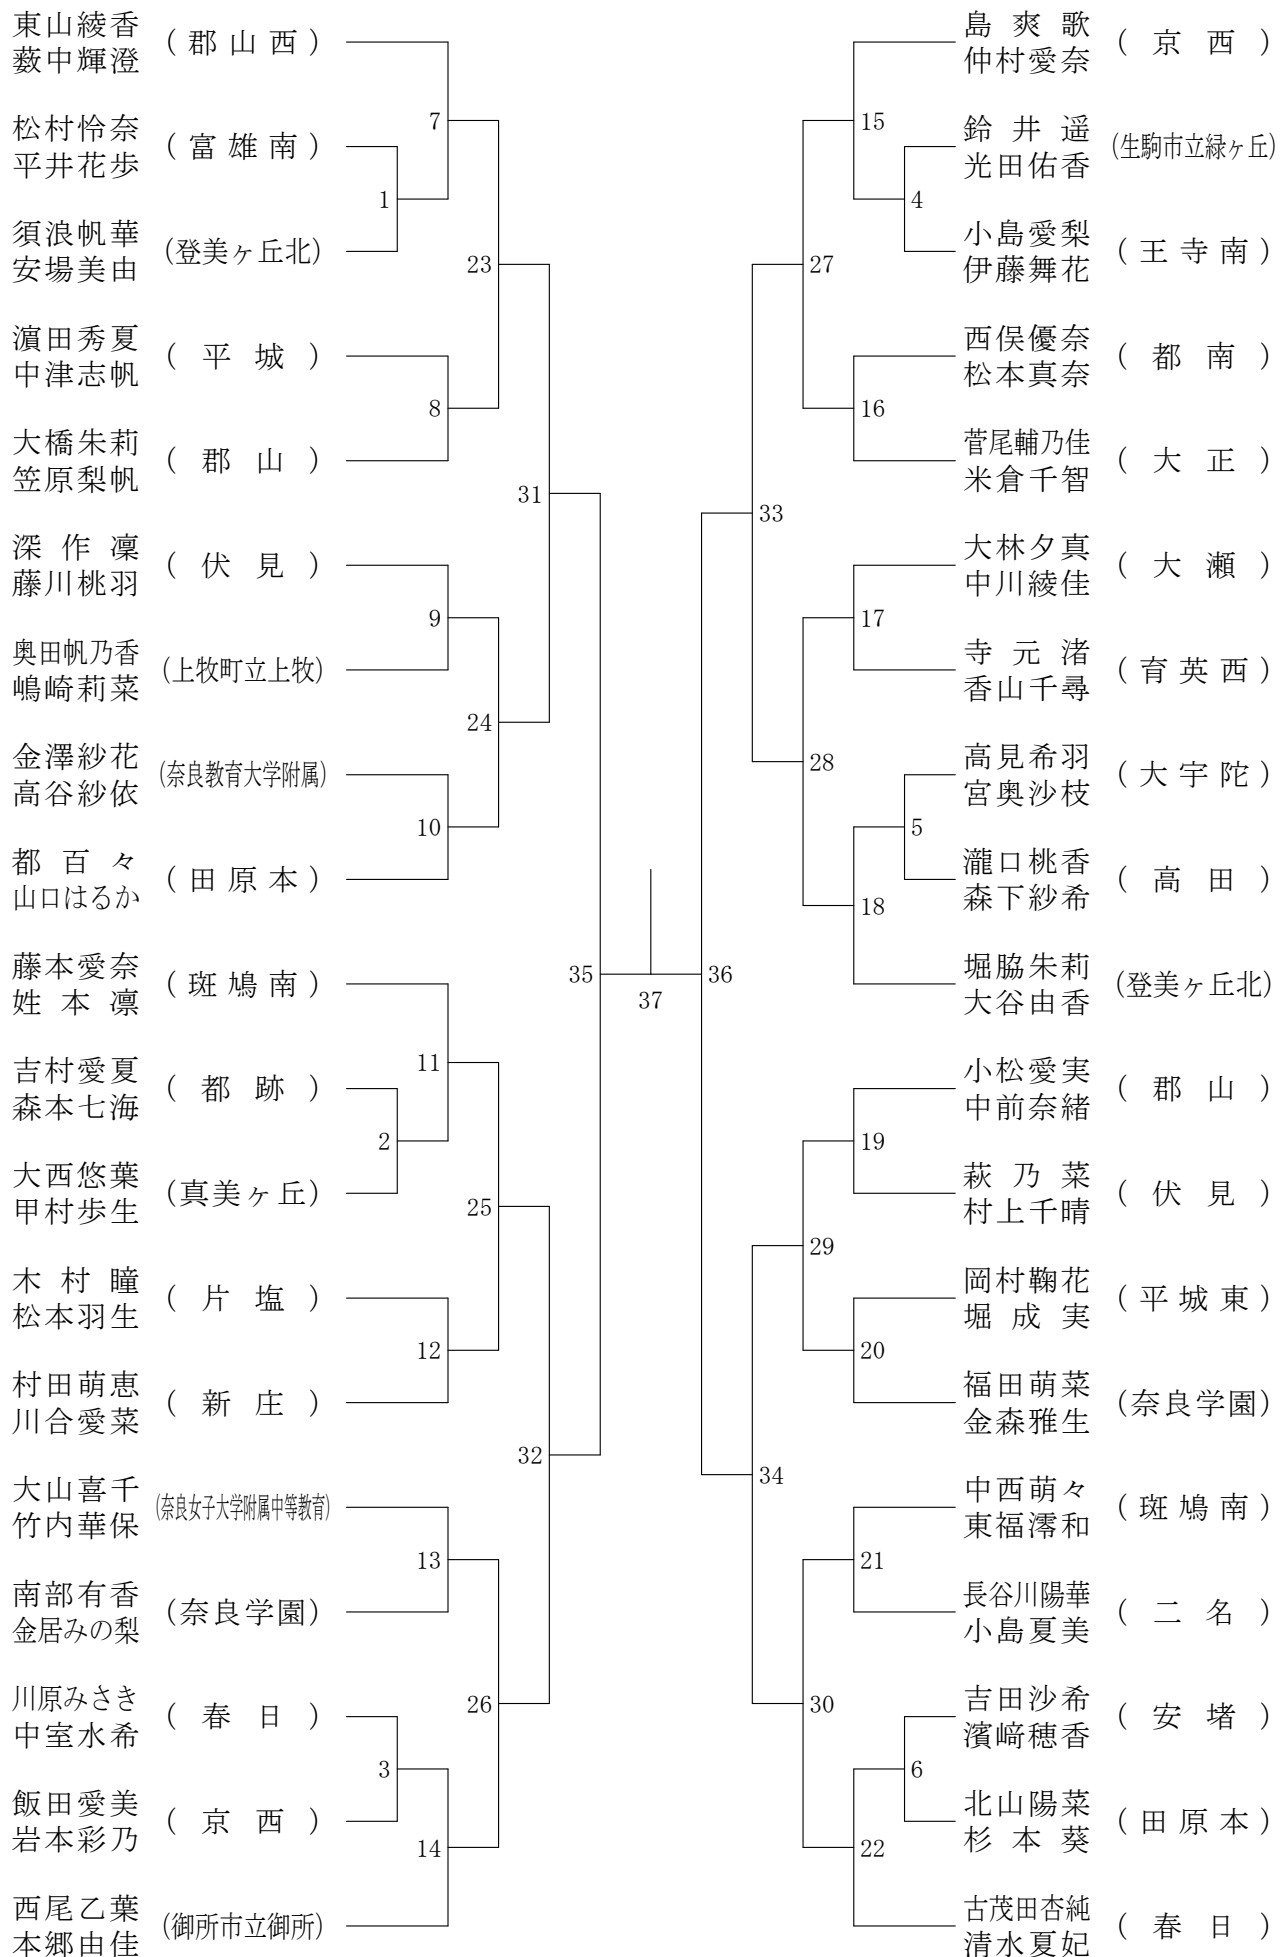 東山綾香
藪中輝澄
(郡山西)
松村怜奈
平井花歩
(富雄南)
須浪帆華
安場美由
(登美ヶ丘北)
濵田秀夏
中津志帆
(平城)
大橋朱莉
笠原梨帆
(郡山)
深作凜
藤川桃羽
(伏見)
奥田帆乃香
嶋崎莉菜
(上牧町立上牧)
金澤紗花
高谷紗依
(奈良教育大学附属)
都百々
山口はるか
(田原本)
藤本愛奈
姓本凛
(斑鳩南)
吉村愛夏
森本七海
(都跡)
大西悠葉
甲村歩生
(真美ヶ丘)
木村瞳
松本羽生
(片塩)
村田萌恵
川合愛菜
(新庄)
大山喜千
竹内華保
(奈良女子大学附属中等教育)
南部有香
金居みの梨
(奈良学園)
川原みさき
中室水希
(春日)
飯田愛美
岩本彩乃
(京西)
西尾乙葉
本郷由佳
(御所市立御所)
1
2
3
7
8
9
10
11
12
13
14
23
24
25
26
31
32
35
37
36
33
34
27
28
29
30
15
16
17
18
19
20
21
22
4
5
6
島爽歌
仲村愛奈
(京西)
鈴井遥
光田佑香
(生駒市立緑ヶ丘)
小島愛梨
伊藤舞花
(王寺南)
西俣優奈
松本真奈
(都南)
菅尾輔乃佳
米倉千智
(大正)
大林夕真
中川綾佳
(大瀬)
寺元渚
香山千尋
(育英西)
高見希羽
宮奥沙枝
(大宇陀)
瀧口桃香
森下紗希
(高田)
堀脇朱莉
大谷由香
(登美ヶ丘北)
小松愛実
中前奈緒
(郡山)
萩乃菜
村上千晴
(伏見)
岡村鞠花
堀成実
(平城東)
福田萌菜
金森雅生
(奈良学園)
中西萌々
東福澪和
(斑鳩南)
長谷川陽華
小島夏美
(二名)
吉田沙希
濱﨑穂香
(安堵)
北山陽菜
杉本葵
(田原本)
古茂田杏純
清水夏妃
(春日)